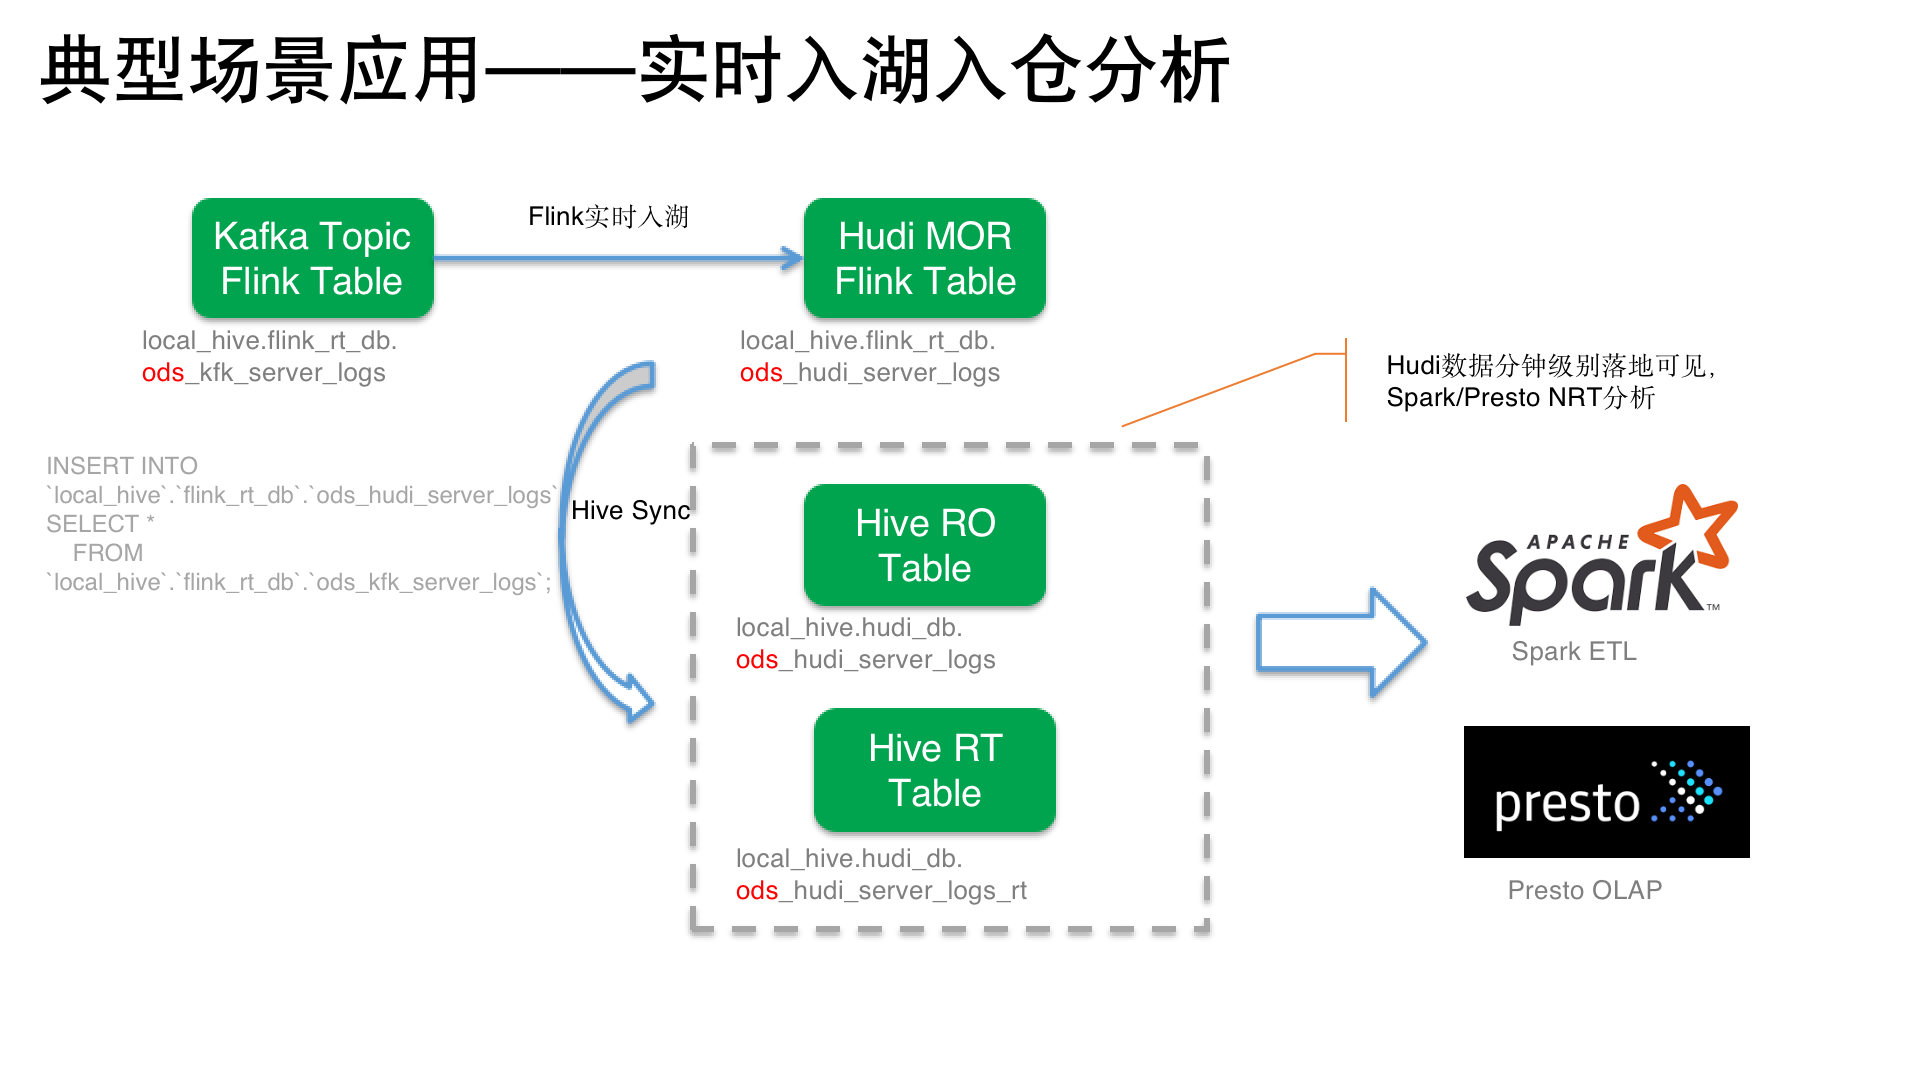 典型场景应用——实时入湖入仓分析
Kafka Topic
Flink Table
Flink实时入湖
Hudi MOR
Flink Table
local_hive.flink_rt_db.
ods_kfk_server_logs
local_hive.flink_rt_db.
ods_hudi_server_logs
Hudi数据分钟级别落地可见，
Spark/Presto NRT分析
INSERT INTO
`local_hive`.`flink_rt_db`.`ods_hudi_server_logs`
SELECT *
FROM
`local_hive`.`flink_rt_db`.`ods_kfk_server_logs`;
Hive Sync
Hive RO
Table
local_hive.hudi_db.
ods_hudi_server_logs
Hive RT
Table
local_hive.hudi_db.
ods_hudi_server_logs_rt
APACHE
Spark™
Spark ETL
presto
Presto OLAP